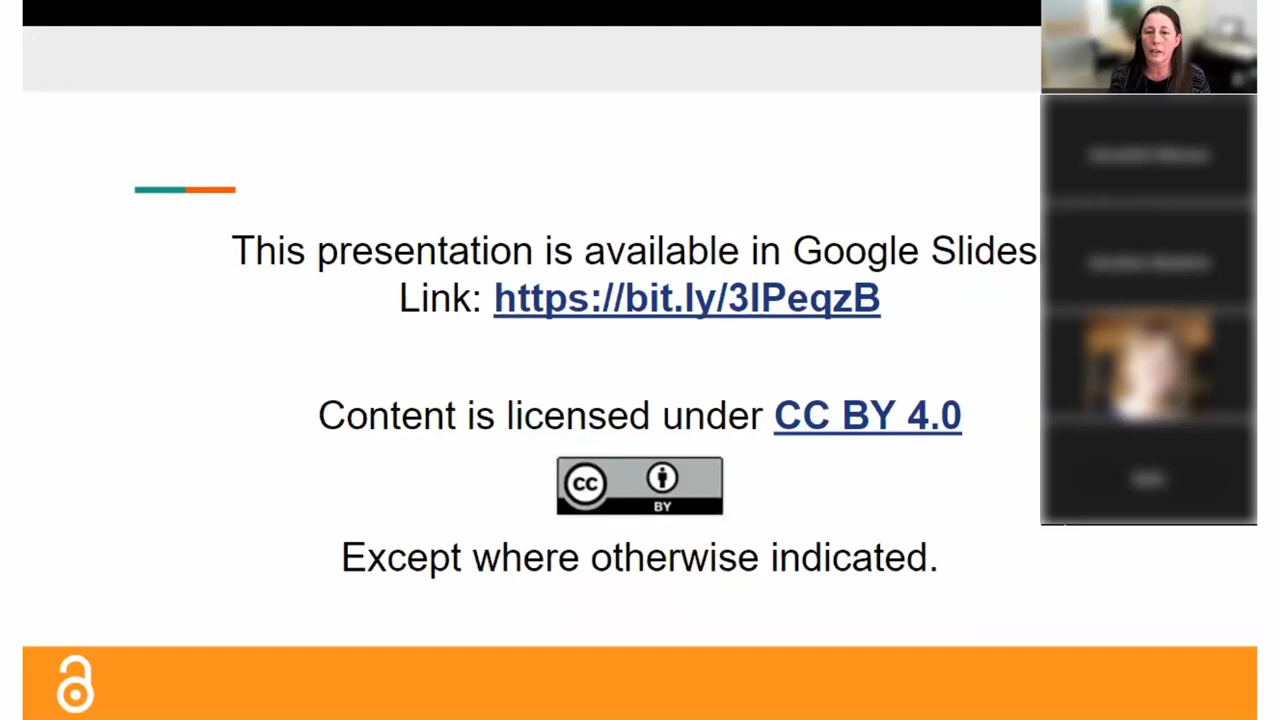 This presentation is available in Google Slides
Link: https://bit.ly/3IPeqzB
Content is licensed under CC BY 4.0
cc
BY
Except where otherwise indicated.